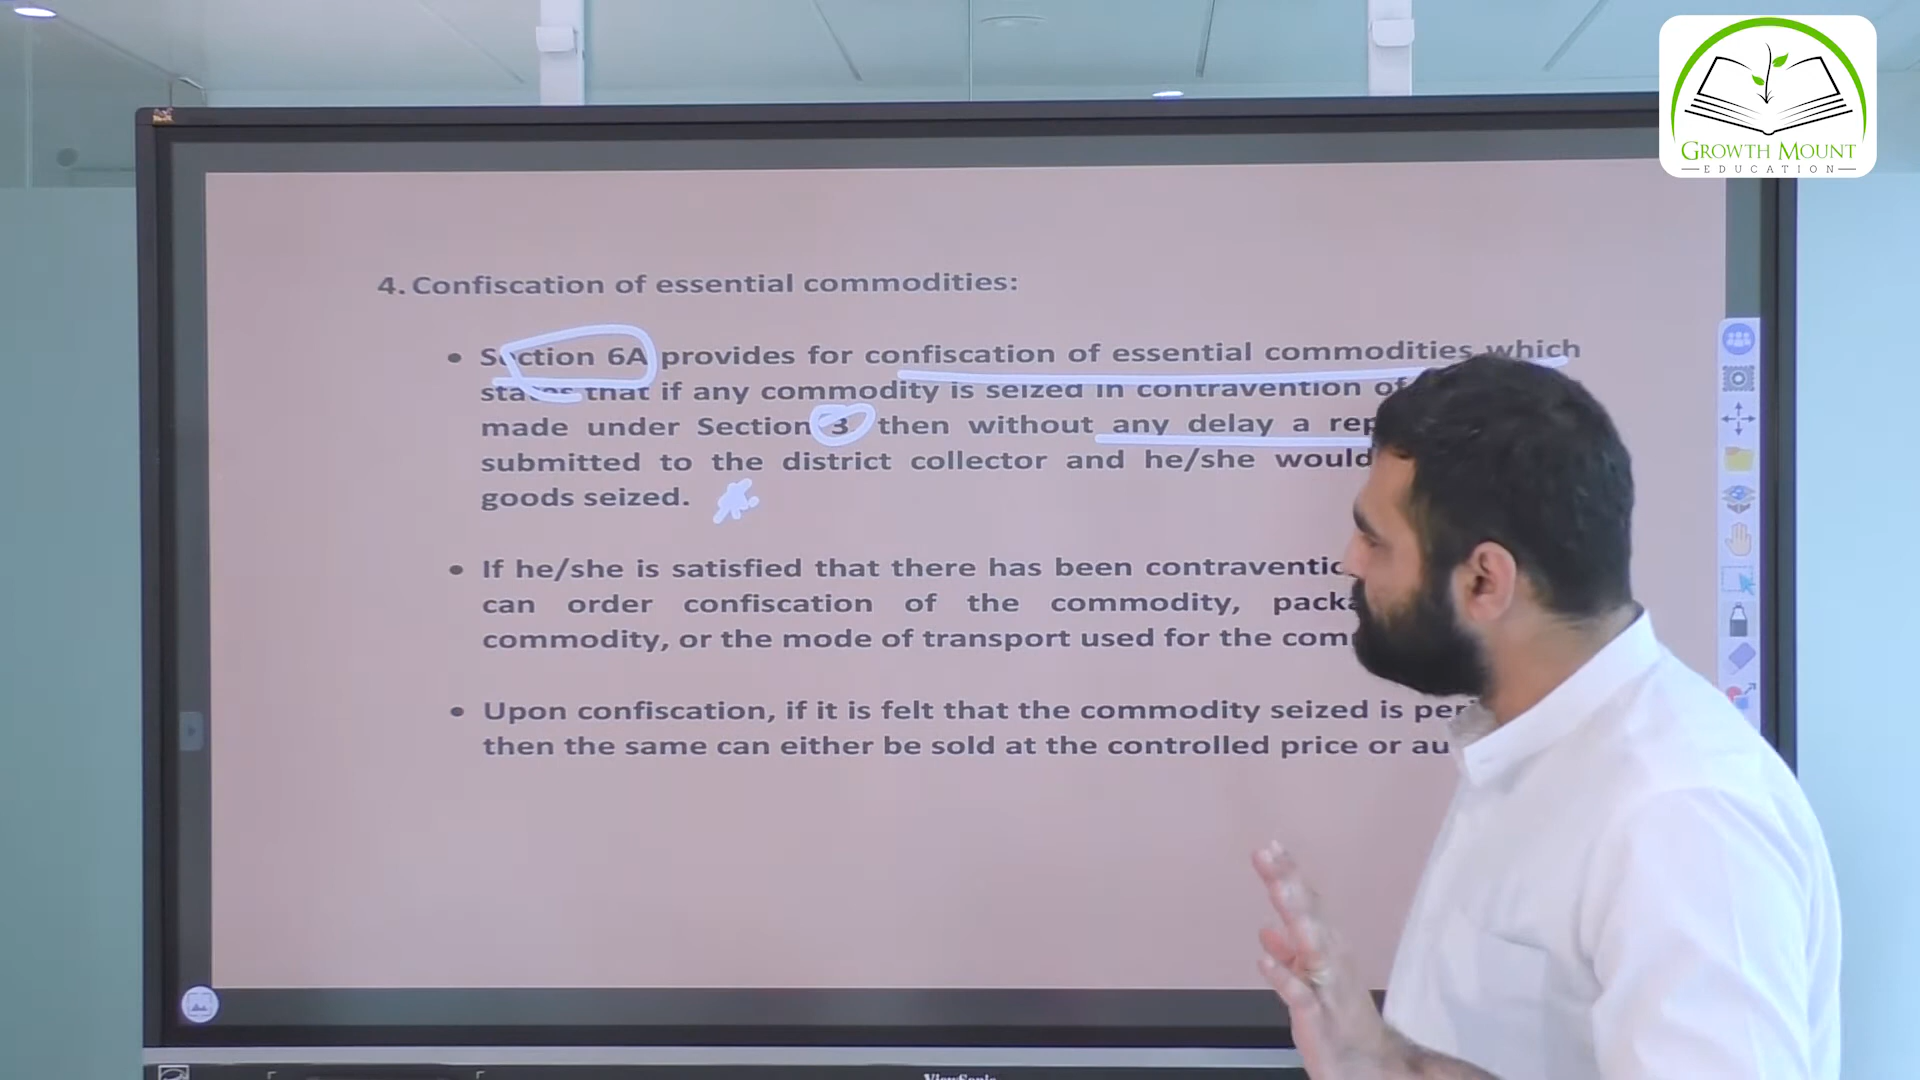 GROWTH MOUNT
EDUCATION
4. Confiscation of essential commodities:
• Section 6A provides for confiscation of essential commodities which
states that if any commodity is seized in contravention of
made under Section 3 then without any delay a
submitted to the district collector and he/she would
goods seized.
• If he/she is satisfied that there has been
can order confiscation of the commodity,
commodity, or the mode of transport used for the
• Upon confiscation, if it is felt that the commodity seized is
then the same can either be sold at the controlled price or
ViewSonic